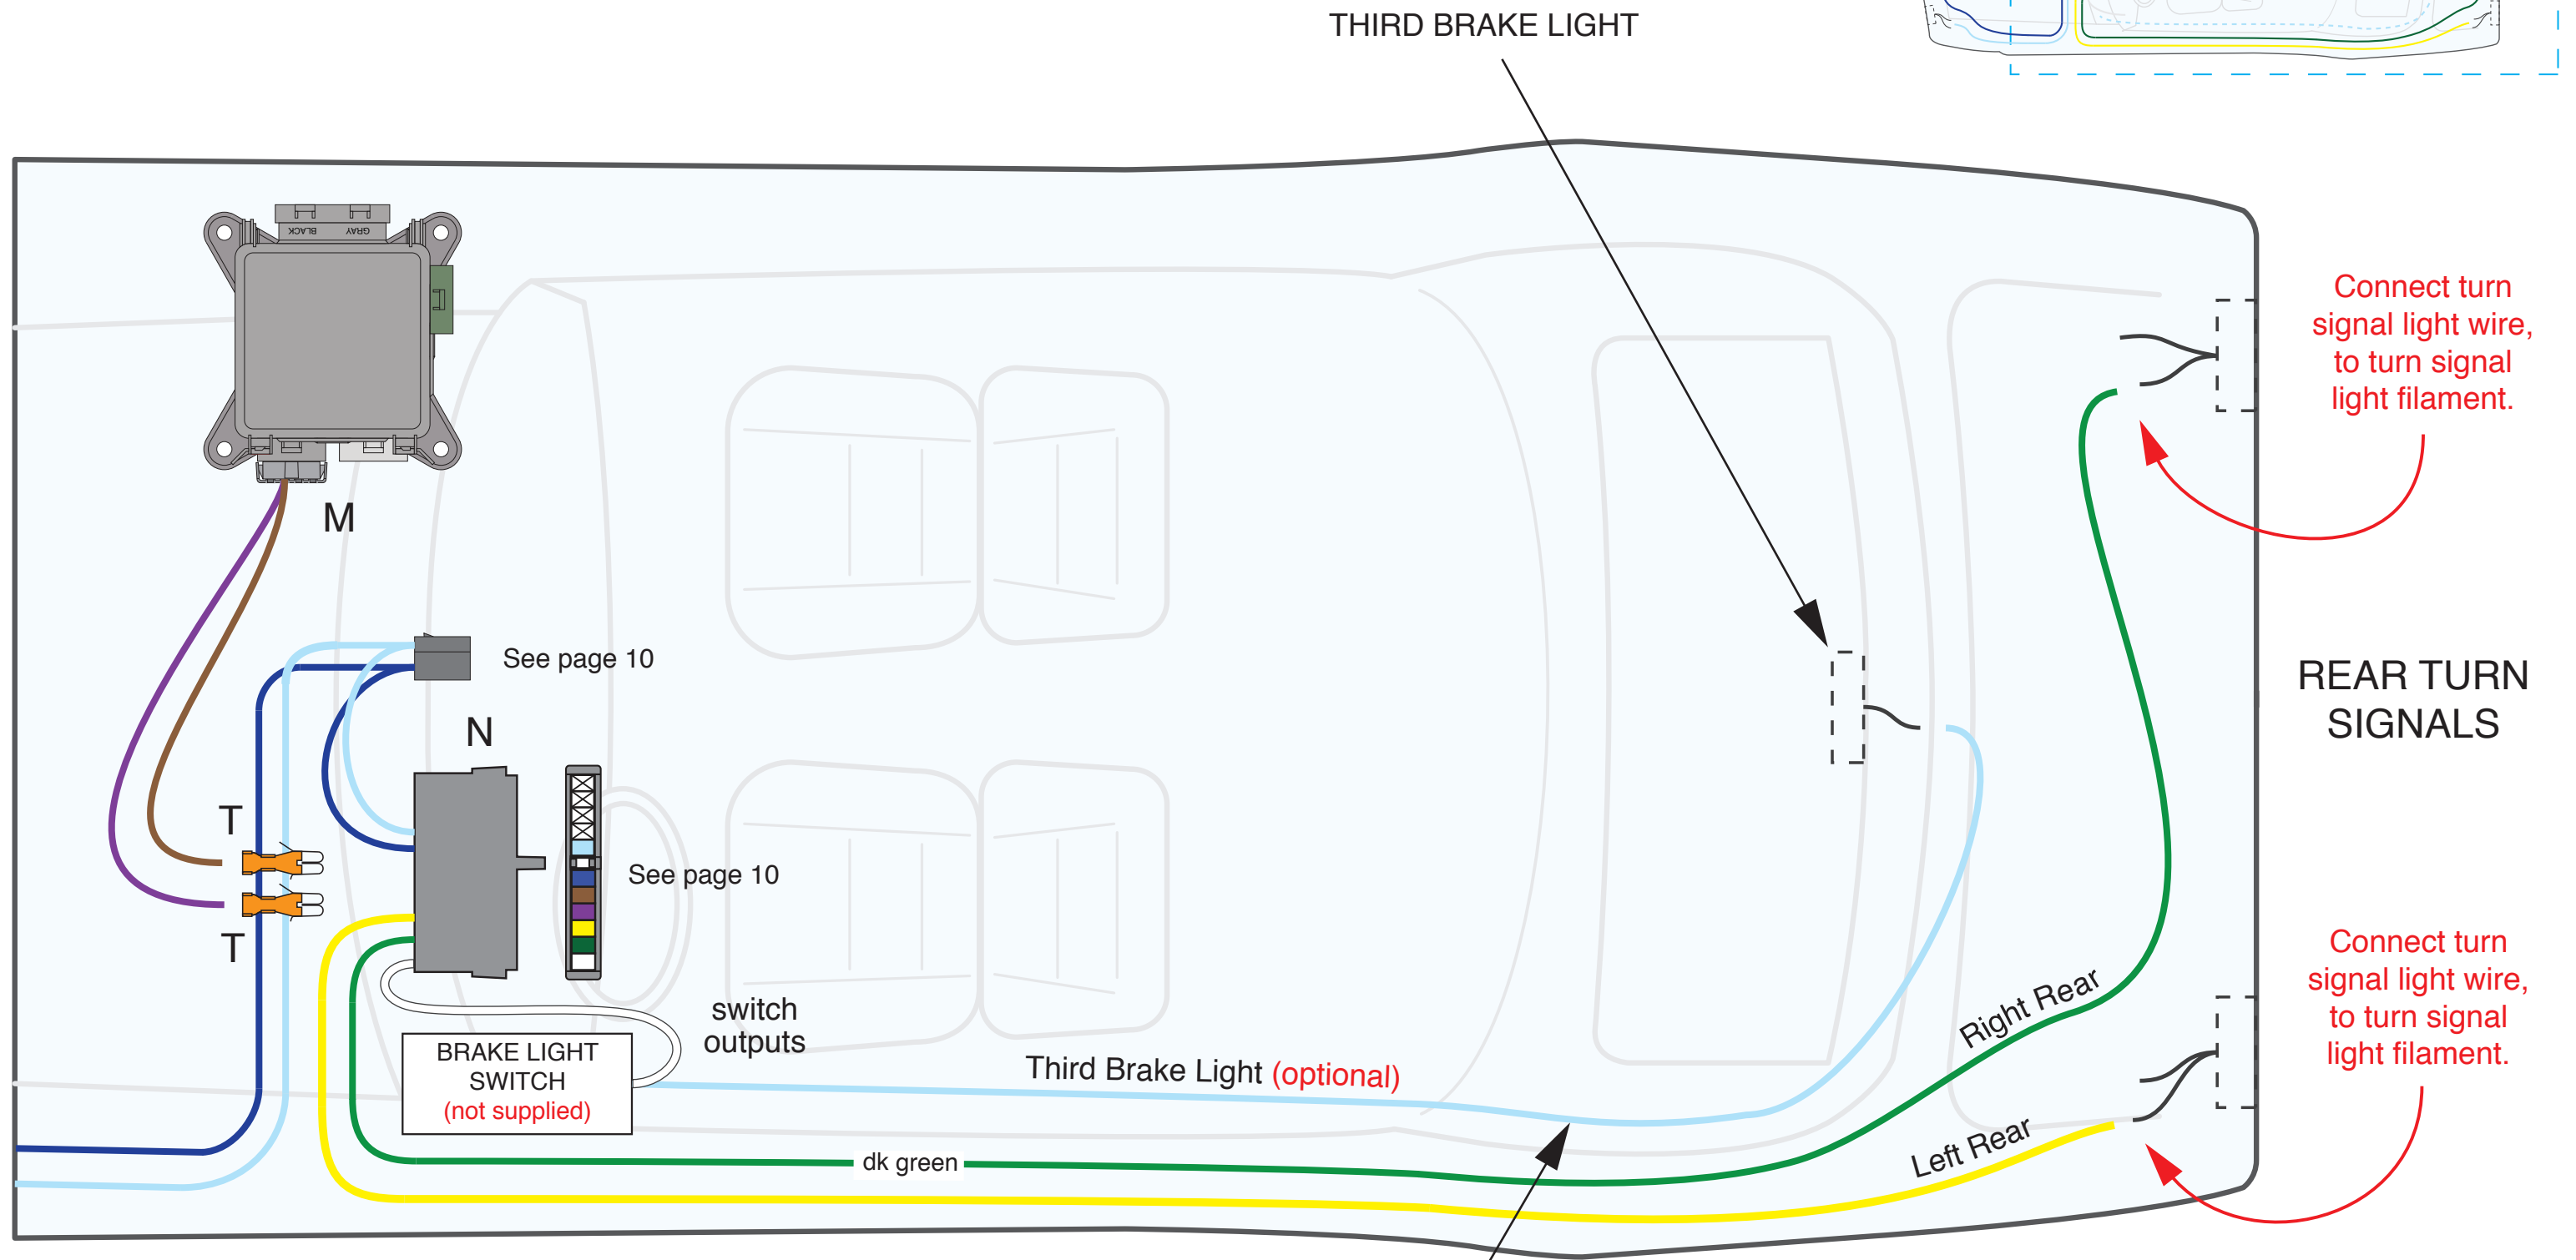 THIRD BRAKE LIGHT
BLACK GRAY
Connect turn
signal light wire,
to turn signal
light filament.
M
See page 10
REAR TURN
SIGNALS
N
T
See page 10
T
Connect turn
signal light wire,
to turn signal
light filament.
switch
outputs
Right Rear
BRAKE LIGHT
SWITCH
(not supplied)
Third Brake Light (optional)
Left Rear
dk green